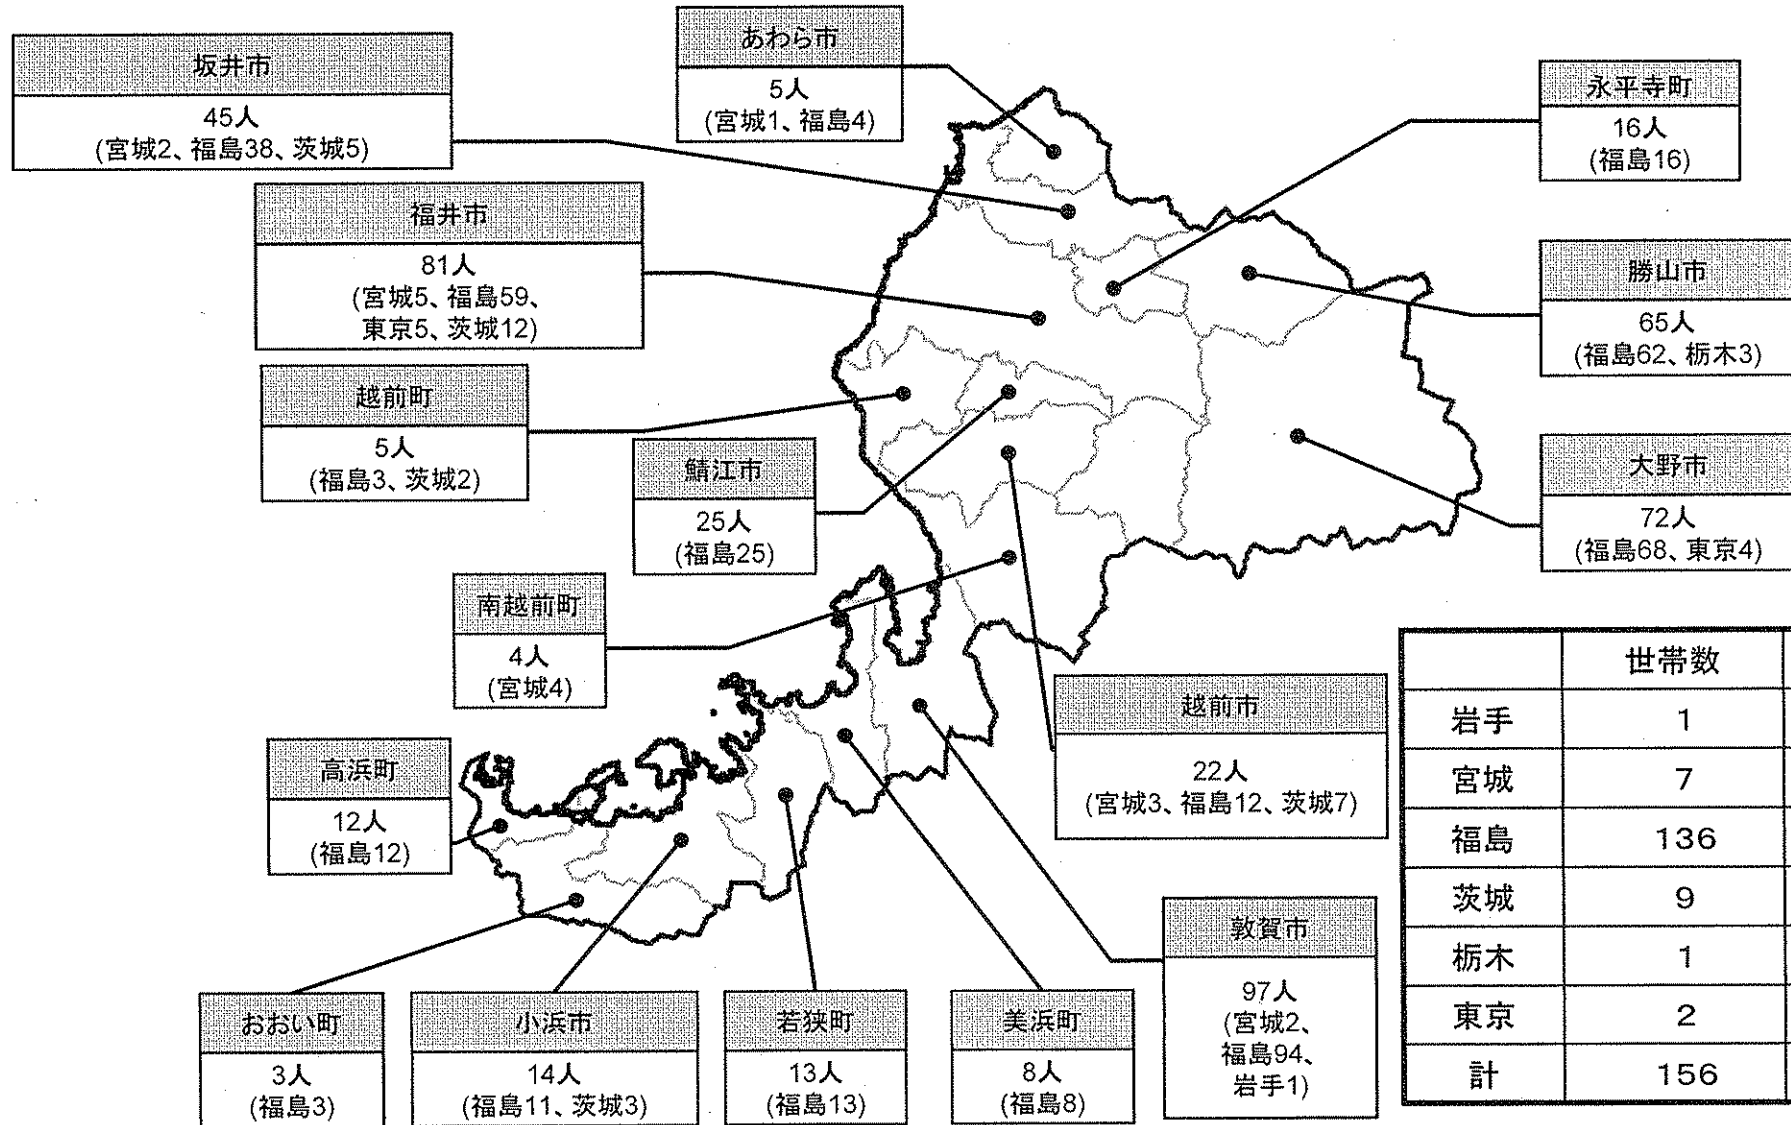 坂井市
45人
(宮城2、福島38、茨城5)
あわら市
5人
(宮城1、福島4)
永平寺町
16人
(福島16)
福井市
81人
(宮城5、福島59、
東京5、茨城12)
勝山市
65人
(福島62、栃木3)
越前町
5人
(福島3、茨城2)
鯖江市
25人
(福島25)
大野市
72人
(福島68、東京4)
南越前町
4人
(宮城4)
越前市
22人
(宮城3、福島12、茨城7)
高浜町
12人
(福島12)
敦賀市
97人
(宮城2、
福島94、
岩手1)
おおい町
3人
(福島3)
小浜市
14人
(福島11、茨城3)
若狭町
13人
(福島13)
美浜町
8人
(福島8)
世帯数
岩手 1
宮城 7
福島 136
茨城 9
栃木 1
東京 2
計 156